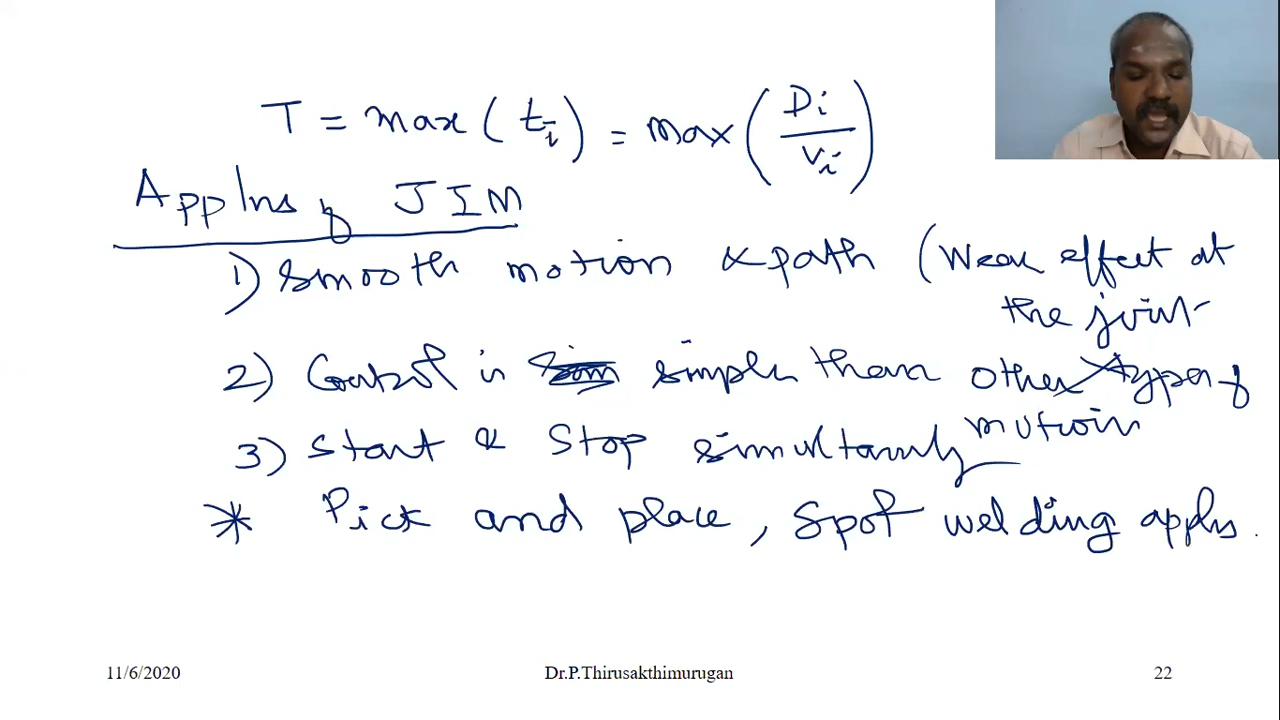 T = max ( ti ) = max ( Di / Vi )
Applns of JIM
1) Smooth motion & path (Weak effect at
the joint
2) Control is simple than other types of
motion
3) Start & Stop simultanly
* Pick and place, Spot welding applns.
11/6/2020 Dr.P.Thirusakthimurugan 22